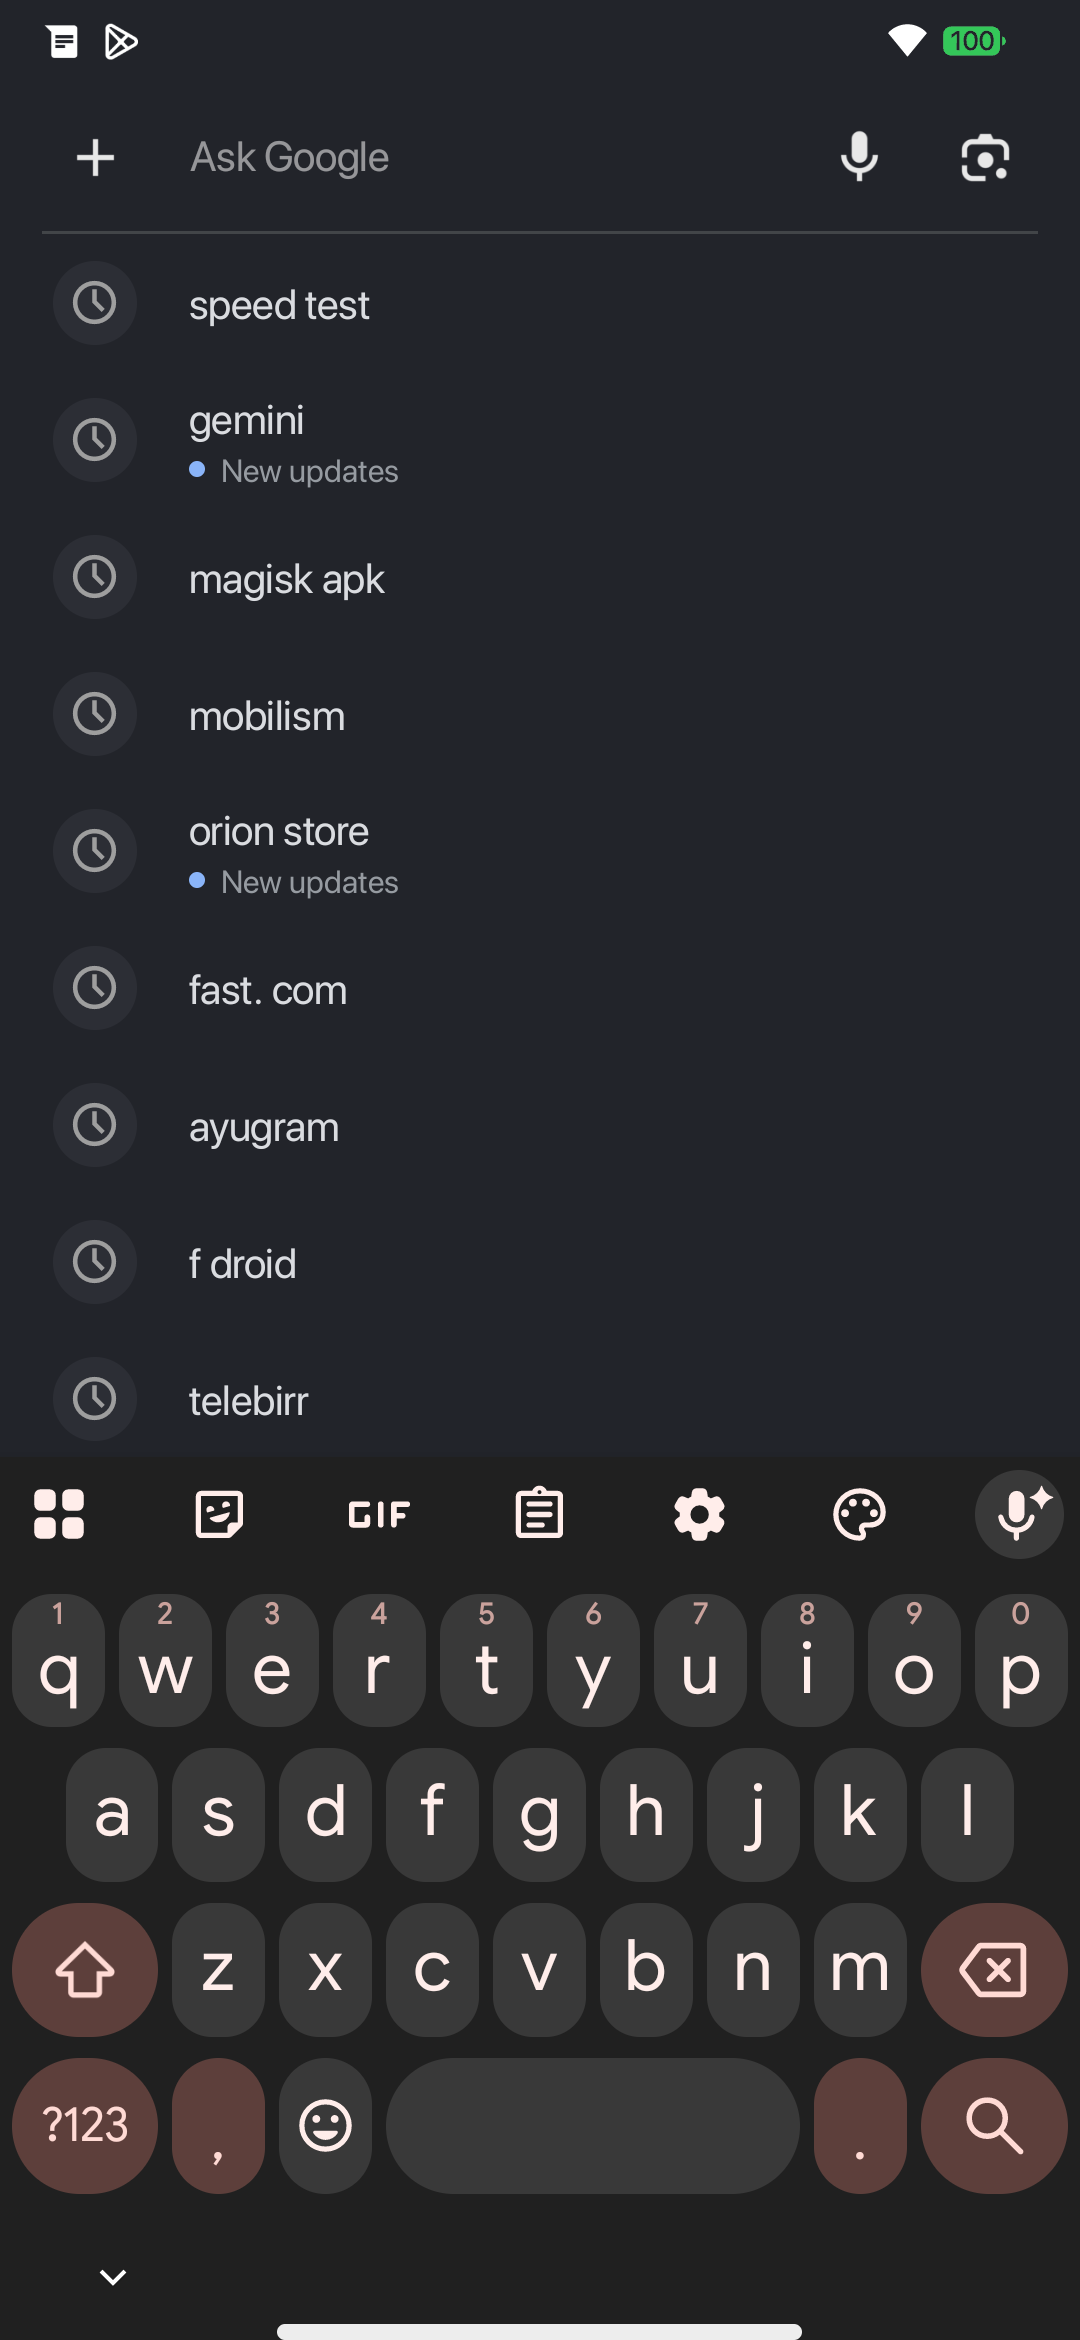 100
Ask Google
speed test
gemini
New updates
magisk apk
mobilism
orion store
New updates
fast. com
ayugram
f droid
telebirr
GIF
1 2 3 4 5 6 7 8 9 0
q w e r t y u i o p
a s d f g h j k l
z x c v b n m
?123 , .